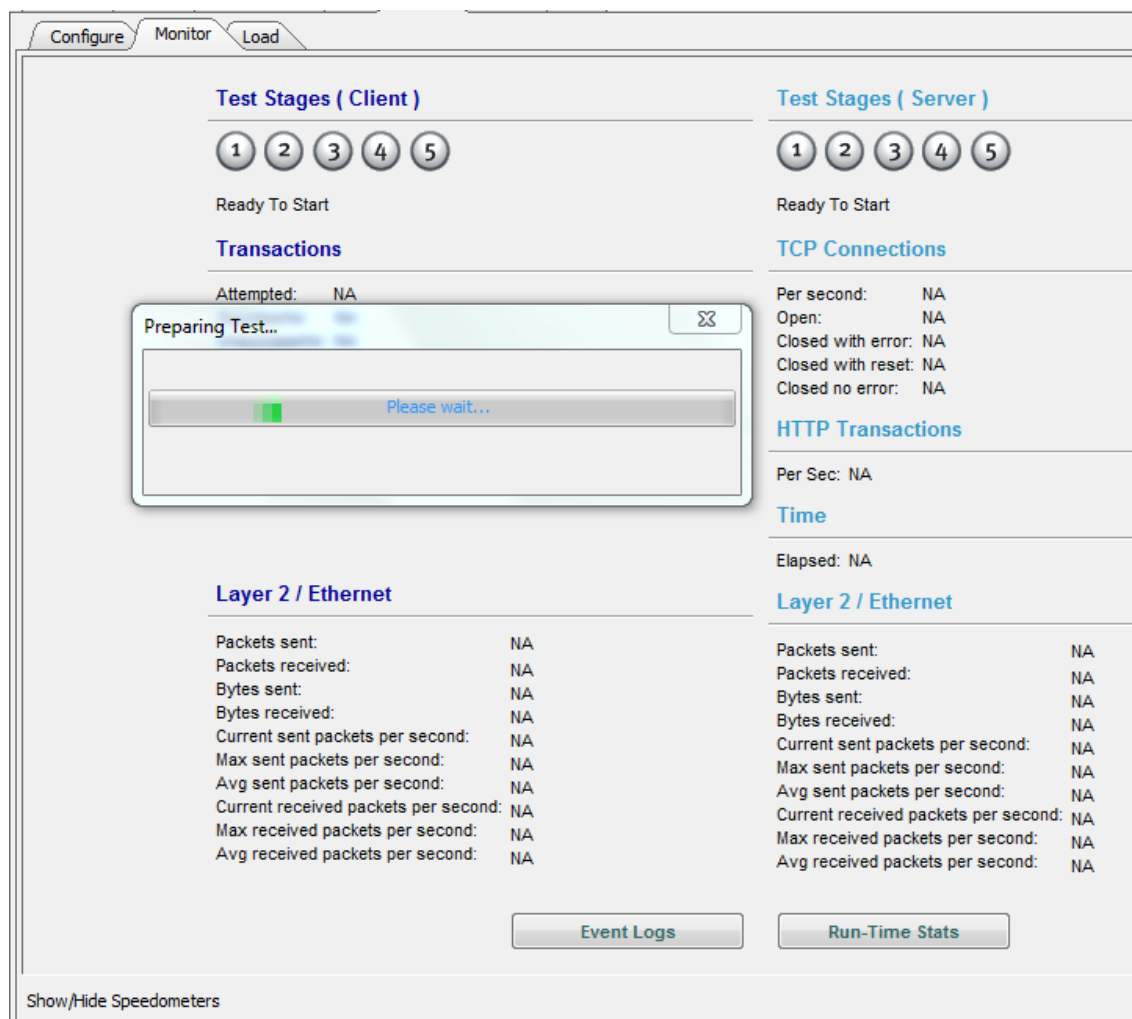 Configure Monitor Load
Test Stages ( Client )
1 2 3 4 5
Ready To Start
Transactions
Attempted: NA
Preparing Test...
Please wait...
Layer 2 / Ethernet
Packets sent: NA
Packets received: NA
Bytes sent: NA
Bytes received: NA
Current sent packets per second: NA
Max sent packets per second: NA
Avg sent packets per second: NA
Current received packets per second: NA
Max received packets per second: NA
Avg received packets per second: NA
Test Stages ( Server )
1 2 3 4 5
Ready To Start
TCP Connections
Per second: NA
Open: NA
Closed with error: NA
Closed with reset: NA
Closed no error: NA
HTTP Transactions
Per Sec: NA
Time
Elapsed: NA
Layer 2 / Ethernet
Packets sent: NA
Packets received: NA
Bytes sent: NA
Bytes received: NA
Current sent packets per second: NA
Max sent packets per second: NA
Avg sent packets per second: NA
Current received packets per second: NA
Max received packets per second: NA
Avg received packets per second: NA
Event Logs Run-Time Stats
Show/Hide Speedometers